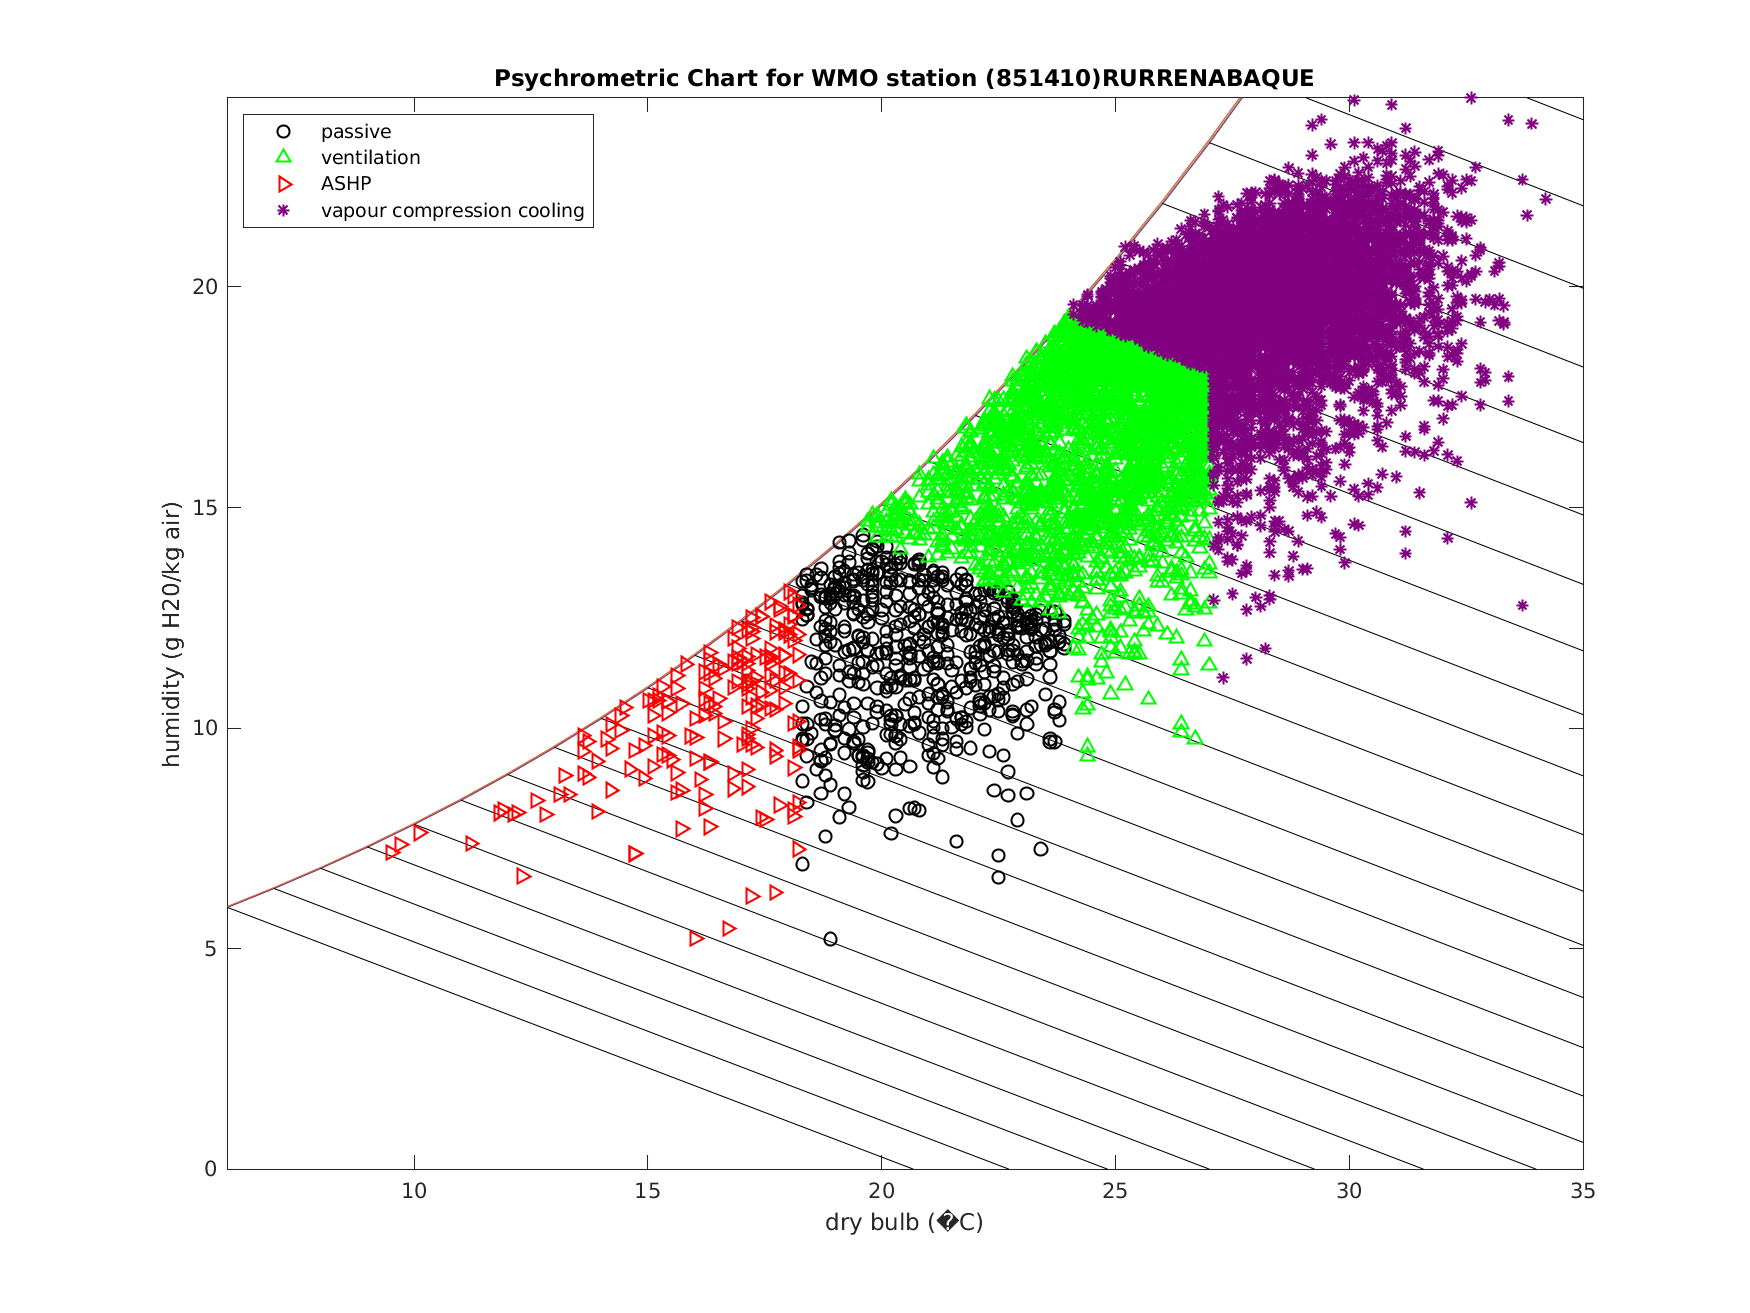 Psychrometric Chart for WMO station (851410)RURRENABAQUE
passive
ventilation
ASHP
vapour compression cooling
humidity (g H20/kg air)
20
15
10
5
0
10 15 20 25 30 35
dry bulb (�C)